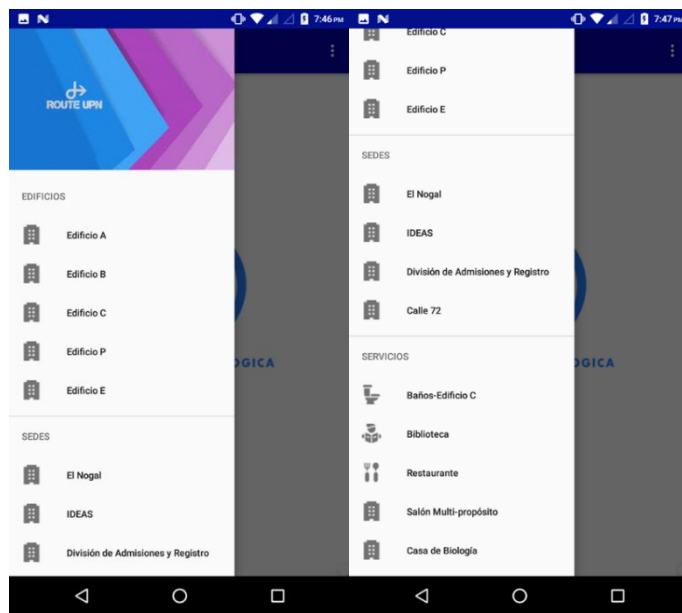 7:46 PM
ROUTE UPN
EDIFICIOS
Edificio A
Edificio B
Edificio C
Edificio P
Edificio E
SEDES
El Nogal
IDEAS
División de Admisiones y Registro
OGICA
7:47 PM
Edificio C
Edificio P
Edificio E
SEDES
El Nogal
IDEAS
División de Admisiones y Registro
Calle 72
SERVICIOS
Baños-Edificio C
Biblioteca
Restaurante
Salón Multi-propósito
Casa de Biología
OGICA